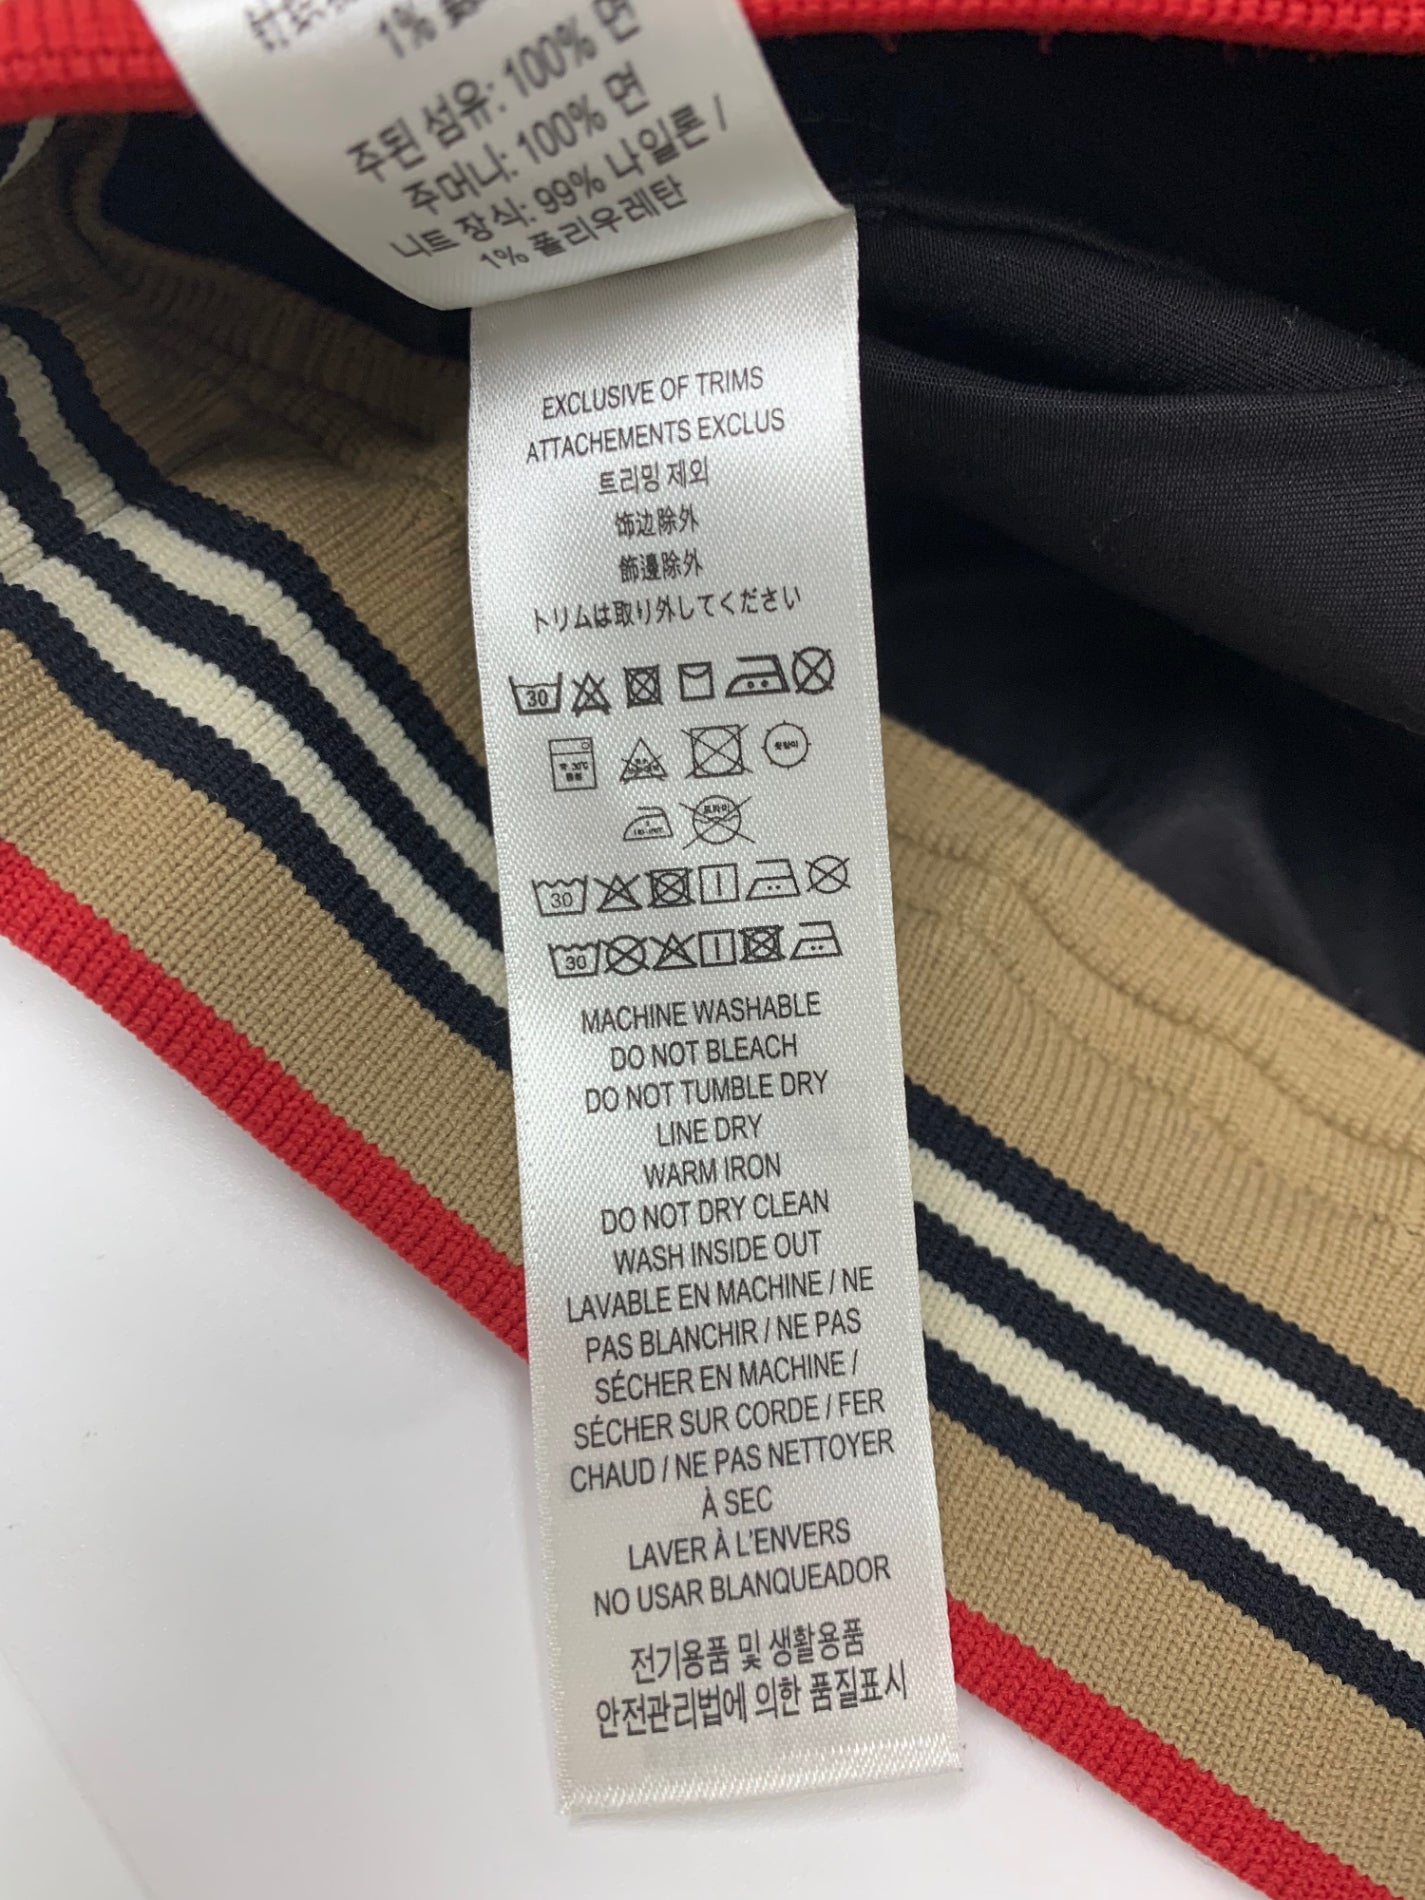 1%
주된 섬유: 100% 면
주머니: 100% 면
니트 장식: 99% 나일론 /
1% 폴리우레탄
EXCLUSIVE OF TRIMS
ATTACHEMENTS EXCLUS
트리밍 제외
饰边除外
飾邊除外
トリムは取り外してください
30
30
30
MACHINE WASHABLE
DO NOT BLEACH
DO NOT TUMBLE DRY
LINE DRY
WARM IRON
DO NOT DRY CLEAN
WASH INSIDE OUT
LAVABLE EN MACHINE / NE
PAS BLANCHIR / NE PAS
SÉCHER EN MACHINE /
SÉCHER SUR CORDE / FER
CHAUD / NE PAS NETTOYER
À SEC
LAVER À L'ENVERS
NO USAR BLANQUEADOR
전기용품 및 생활용품
안전관리법에 의한 품질표시